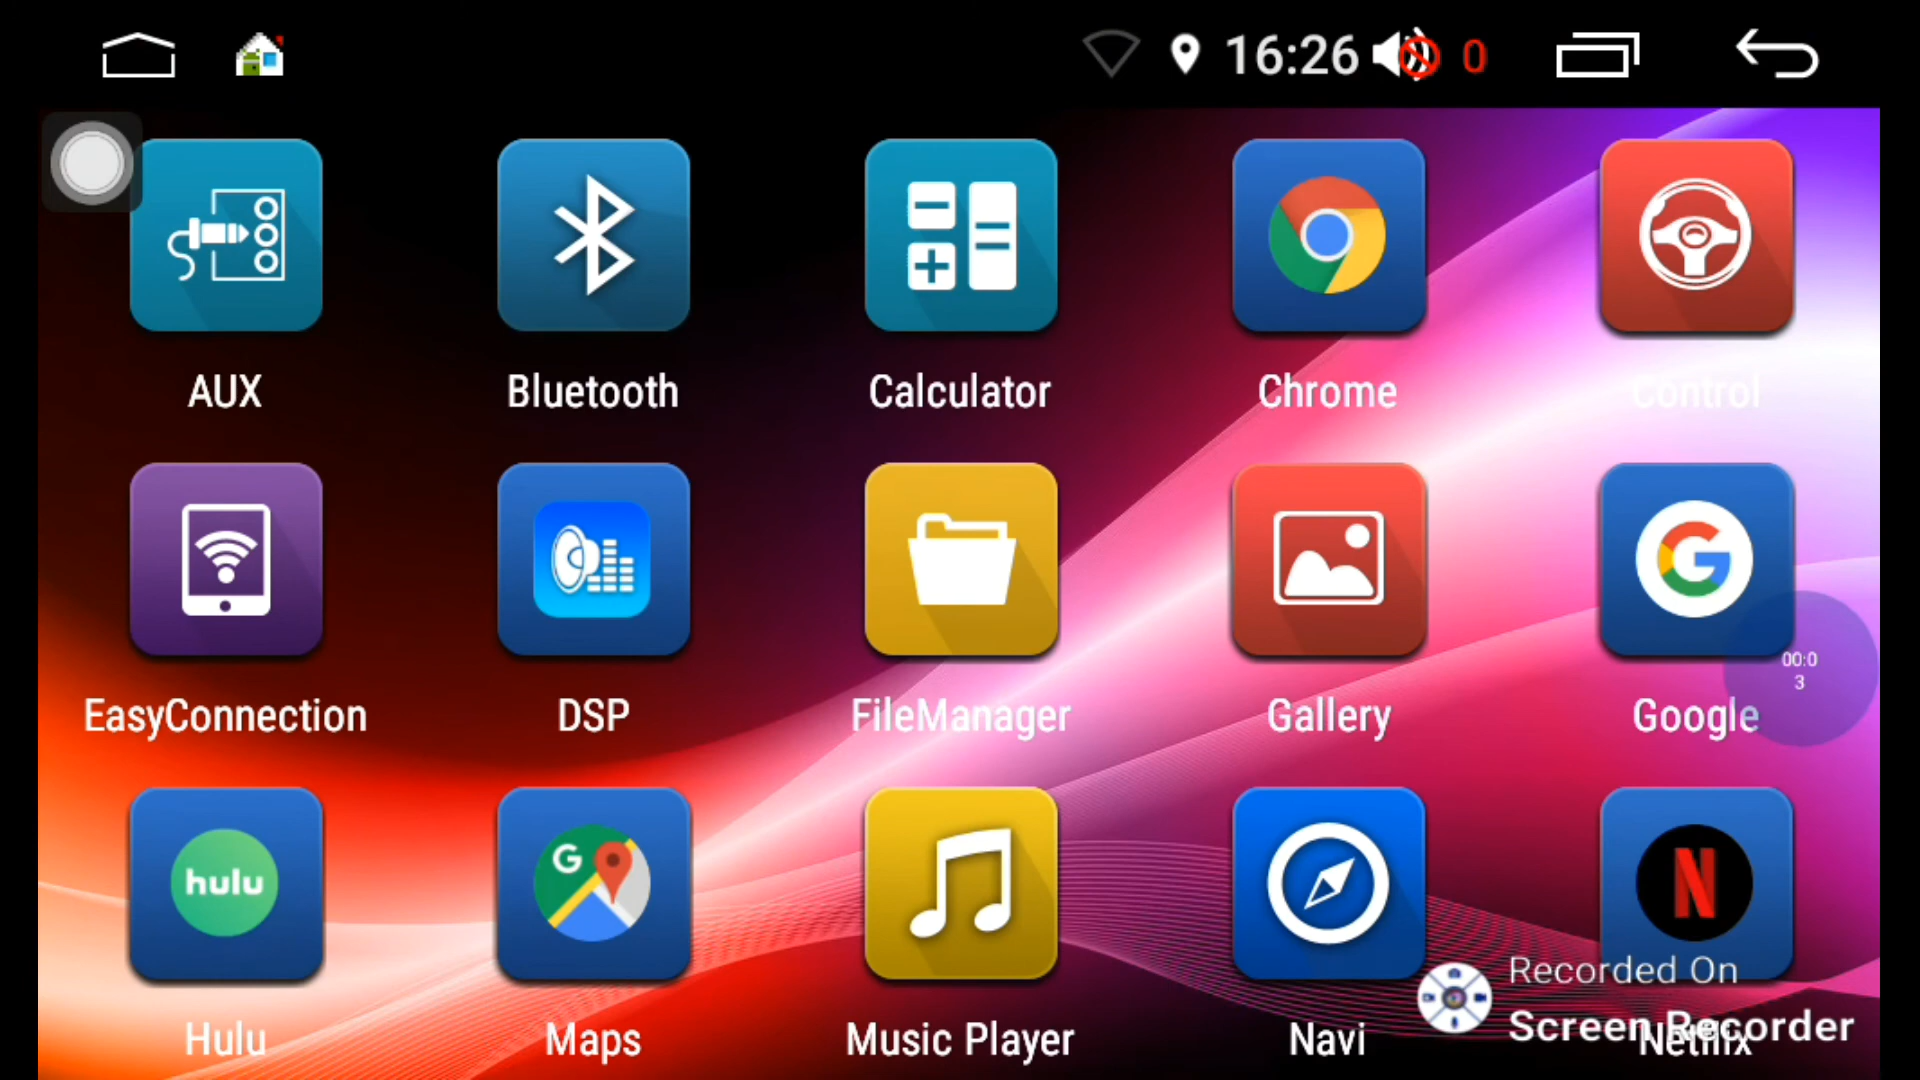 16:26 0
AUX
Bluetooth
Calculator
Chrome
Control
EasyConnection
DSP
FileManager
Gallery
G
Google
00:0
3
hulu
G
N
Hulu
Maps
Music Player
Navi
Netflix
Recorded On
Screen Recorder